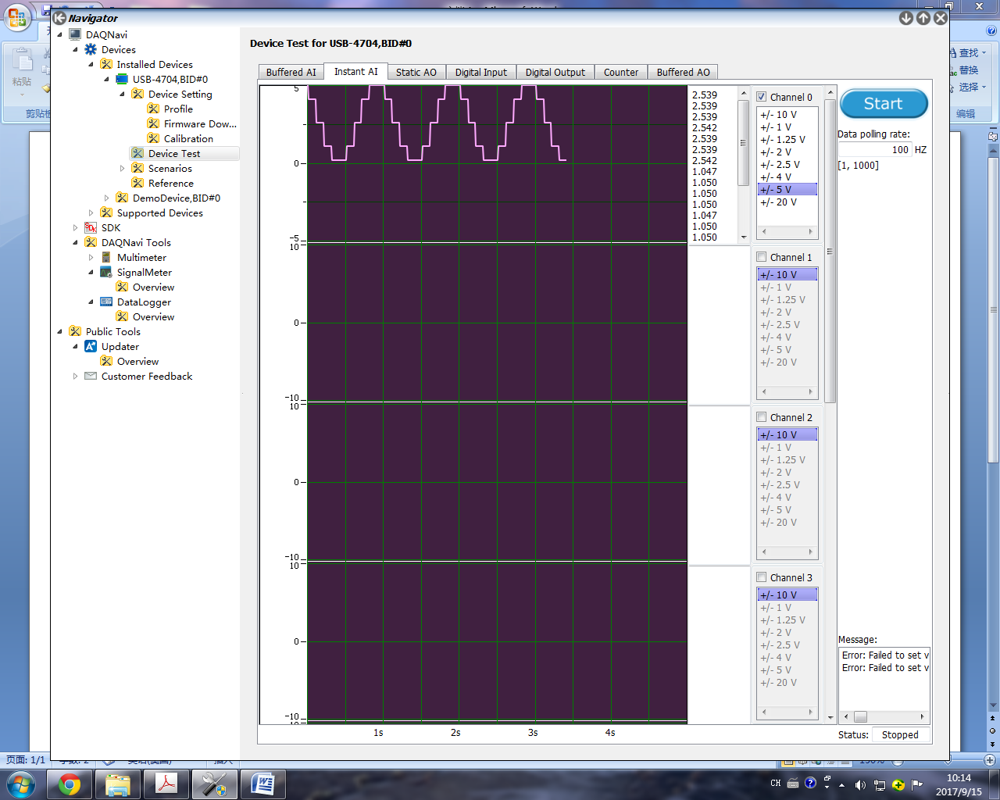 Navigator
DAQNavi
Devices
Installed Devices
USB-4704,BID#0
Device Setting
Profile
Firmware Dow...
Calibration
Device Test
Scenarios
Reference
DemoDevice,BID#0
Supported Devices
SDK
DAQNavi Tools
Multimeter
SignalMeter
Overview
DataLogger
Overview
Public Tools
Updater
Overview
Customer Feedback
Device Test for USB-4704,BID#0
Buffered AI Instant AI Static AO Digital Input Digital Output Counter Buffered AO
5
0
-5
10
0
-10
10
0
-10
10
0
-10
1s 2s 3s 4s
2.539
2.539
2.539
2.542
2.539
2.539
2.542
1.047
1.050
1.050
1.050
1.047
1.050
1.050
Channel 0
+/- 10 V
+/- 1 V
+/- 1.25 V
+/- 2 V
+/- 2.5 V
+/- 4 V
+/- 5 V
+/- 20 V
Channel 1
+/- 10 V
+/- 1 V
+/- 1.25 V
+/- 2 V
+/- 2.5 V
+/- 4 V
+/- 5 V
+/- 20 V
Channel 2
+/- 10 V
+/- 1 V
+/- 1.25 V
+/- 2 V
+/- 2.5 V
+/- 4 V
+/- 5 V
+/- 20 V
Channel 3
+/- 10 V
+/- 1 V
+/- 1.25 V
+/- 2 V
+/- 2.5 V
+/- 4 V
+/- 5 V
+/- 20 V
Start
Data polling rate:
100 HZ
[1, 1000]
Message:
Error: Failed to set v
Error: Failed to set v
Status: Stopped
粘贴
剪贴板
查找
替换
选择
编辑
页面: 1/1
CH
10:14
2017/9/15